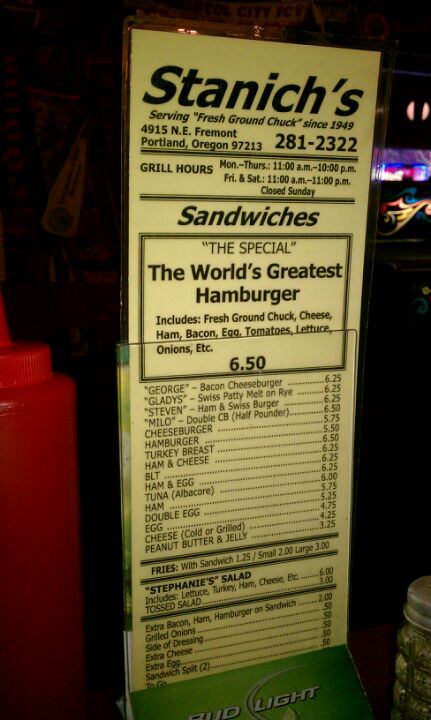 BRISTOL CITY FC
Stanich's
Serving "Fresh Ground Chuck" since 1949
4915 N.E. Fremont
Portland, Oregon 97213 281-2322
GRILL HOURS Mon.-Thurs.: 11:00 a.m.-10:00 p.m.
Fri. & Sat.: 11:00 a.m.-11:00 p.m.
Closed Sunday
Sandwiches
"THE SPECIAL"
The World's Greatest
Hamburger
Includes: Fresh Ground Chuck, Cheese,
Ham, Bacon, Egg, Tomatoes, Lettuce,
Onions, Etc.
6.50
"GEORGE" – Bacon Cheeseburger 6.25
"GLADYS" – Swiss Patty Melt on Rye 6.25
"STEVEN" – Ham & Swiss Burger 6.25
"MILO" – Double CB (Half Pounder) 6.50
CHEESEBURGER 5.75
HAMBURGER 5.50
TURKEY BREAST 6.50
HAM & CHEESE 6.25
BLT 6.25
HAM & EGG 6.25
TUNA (Albacore) 6.00
HAM 5.75
DOUBLE EGG 5.25
EGG 4.75
CHEESE (Cold or Grilled) 4.25
PEANUT BUTTER & JELLY 3.25
FRIES: With Sandwich 1.25 / Small 2.00 Large 3.00
"STEPHANIE'S" SALAD
Includes: Lettuce, Turkey, Ham, Cheese, Etc. 6.00
TOSSED SALAD 3.00
Extra Bacon, Ham, Hamburger on Sandwich 2.00
Grilled Onions .50
Side of Dressing .50
Extra Cheese .50
Extra Egg .50
Sandwich Split (2) .50
To Go
BUD LIGHT